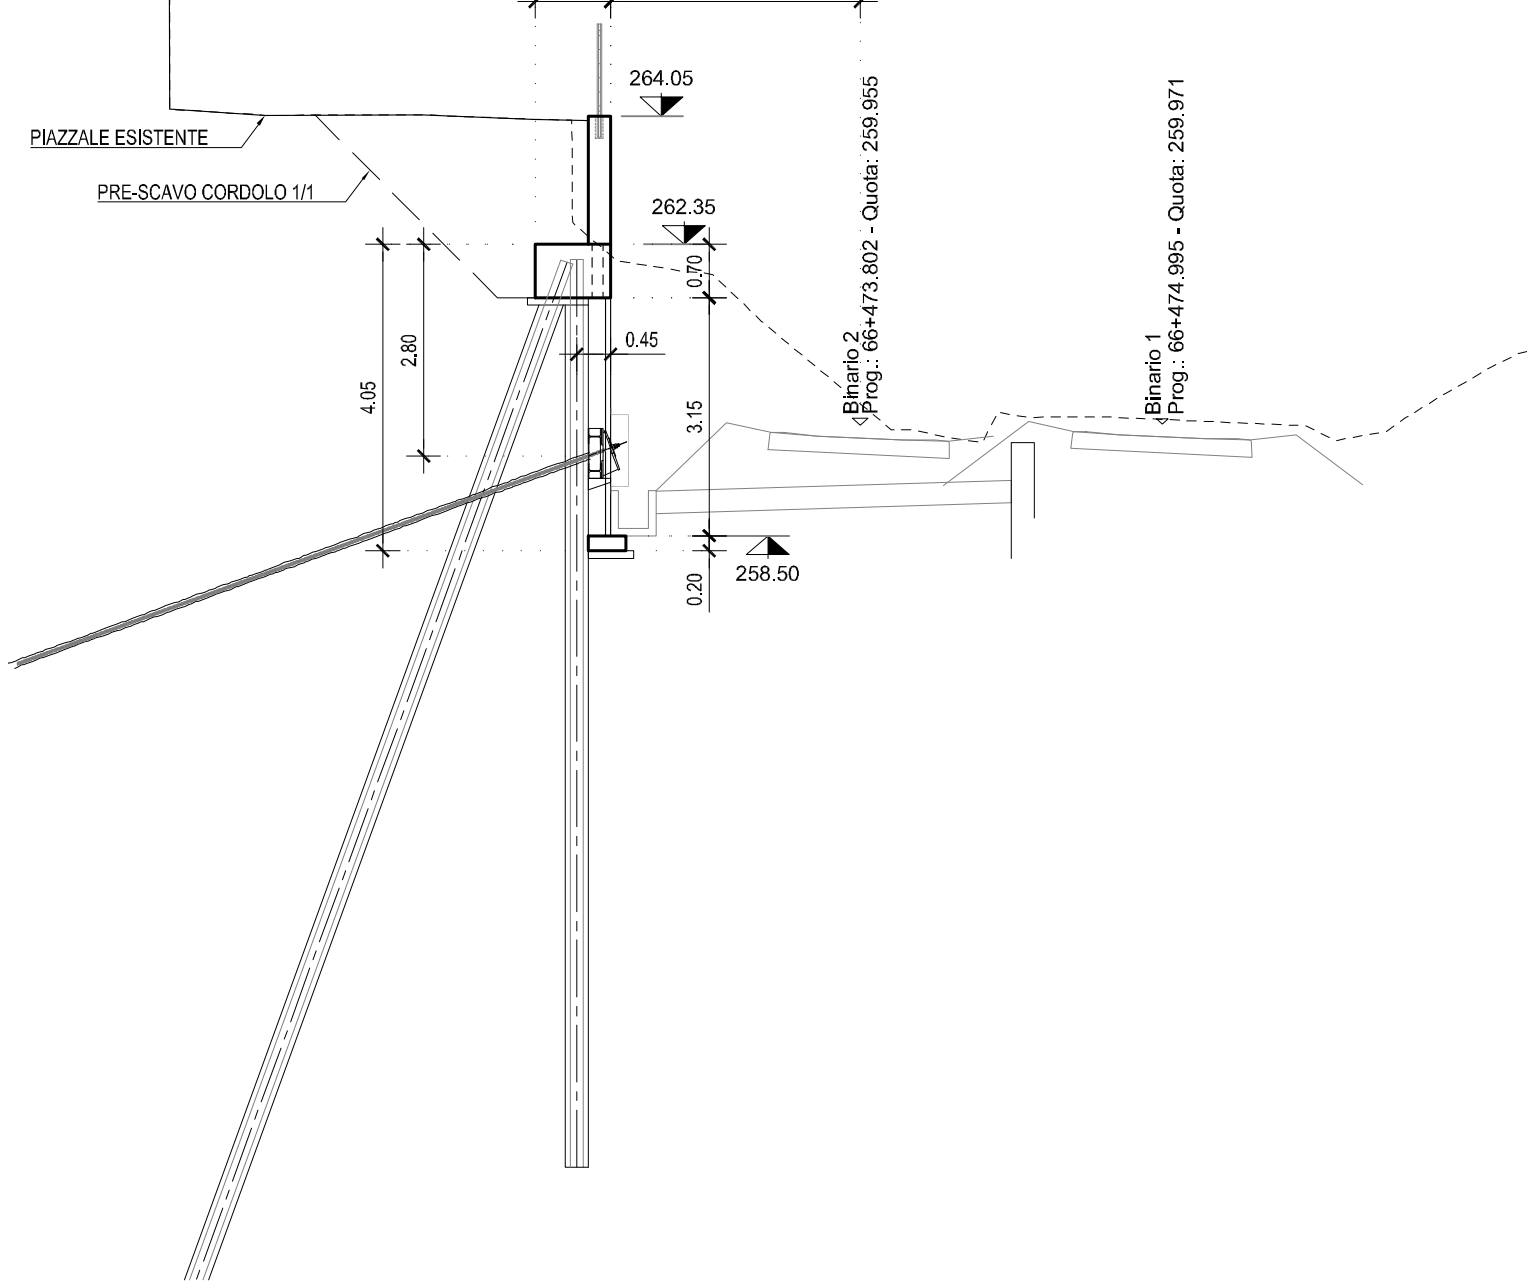 264.05
PIAZZALE ESISTENTE
PRE-SCAVO CORDOLO 1/1
262.35
0.70
0.45
2.80
4.05
3.15
0.20
258.50
Binario 2
Prog.: 66+473.802 - Quota: 259.955
Binario 1
Prog.: 66+474.995 - Quota: 259.971